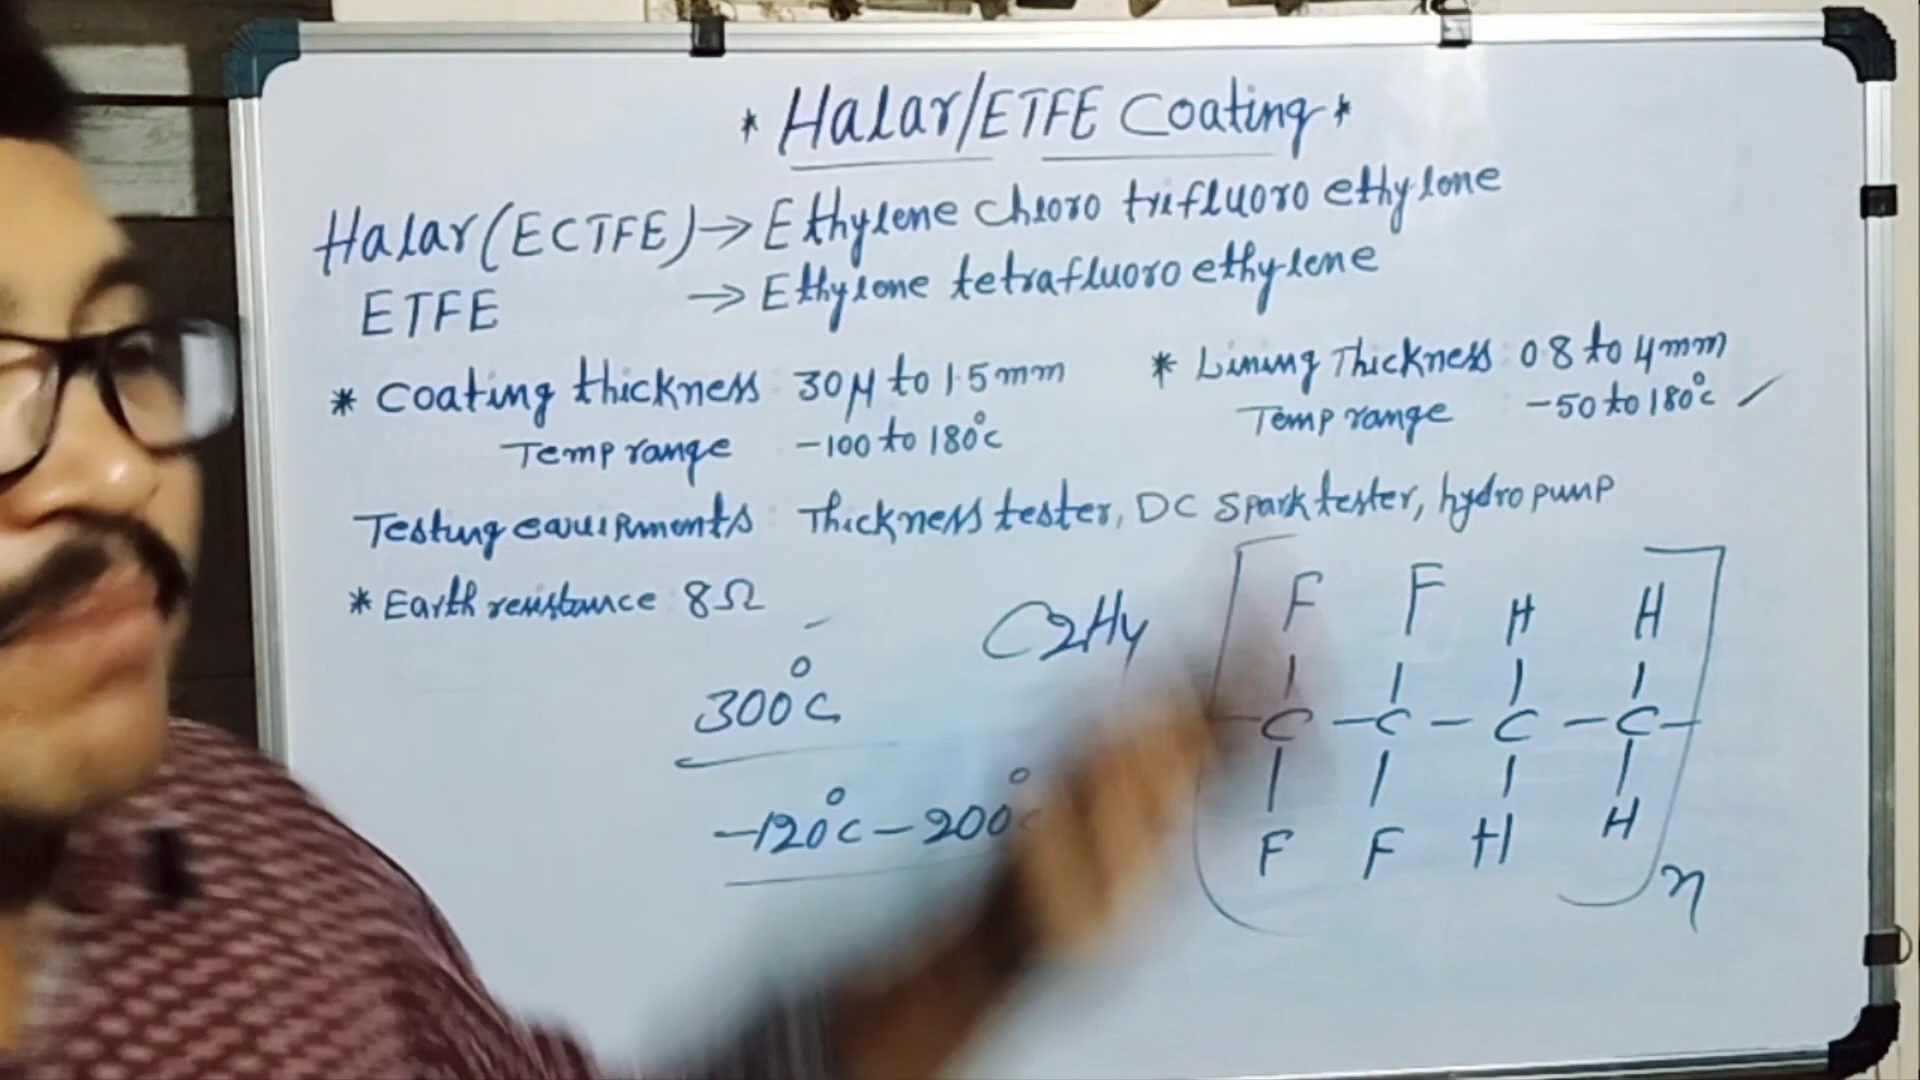 * Halar/ETFE Coating *
Halar (ECTFE) → Ethylene chloro trifluoro ethylene
ETFE → Ethylene tetrafluoro ethylene
* Coating thickness 30μ to 1.5mm
Temp range -100 to 180°c
* Lining Thickness 0.8 to 4mm
Temp range -50 to 180°c ✓
Testing equipments Thickness tester, DC Spark tester, hydro pump
* Earth resistance 8Ω
300°C
-120°C - 200°C
C2H4
F F H H
- C - C - C - C -
F F H H
n